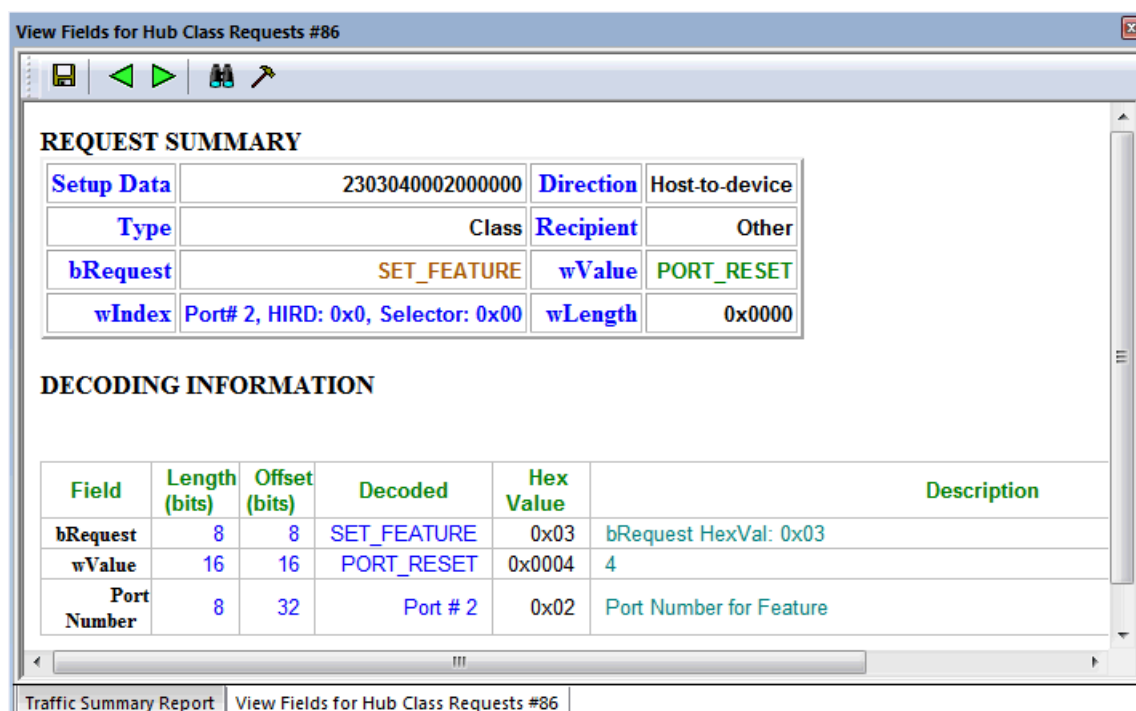 View Fields for Hub Class Requests #86
REQUEST SUMMARY
Setup Data 2303040002000000 Direction Host-to-device
Type Class Recipient Other
bRequest SET_FEATURE wValue PORT_RESET
wIndex Port# 2, HIRD: 0x0, Selector: 0x00 wLength 0x0000
DECODING INFORMATION
Field Length (bits) Offset (bits) Decoded Hex Value Description
bRequest 8 8 SET_FEATURE 0x03 bRequest HexVal: 0x03
wValue 16 16 PORT_RESET 0x0004 4
Port Number 8 32 Port # 2 0x02 Port Number for Feature
Traffic Summary Report View Fields for Hub Class Requests #86